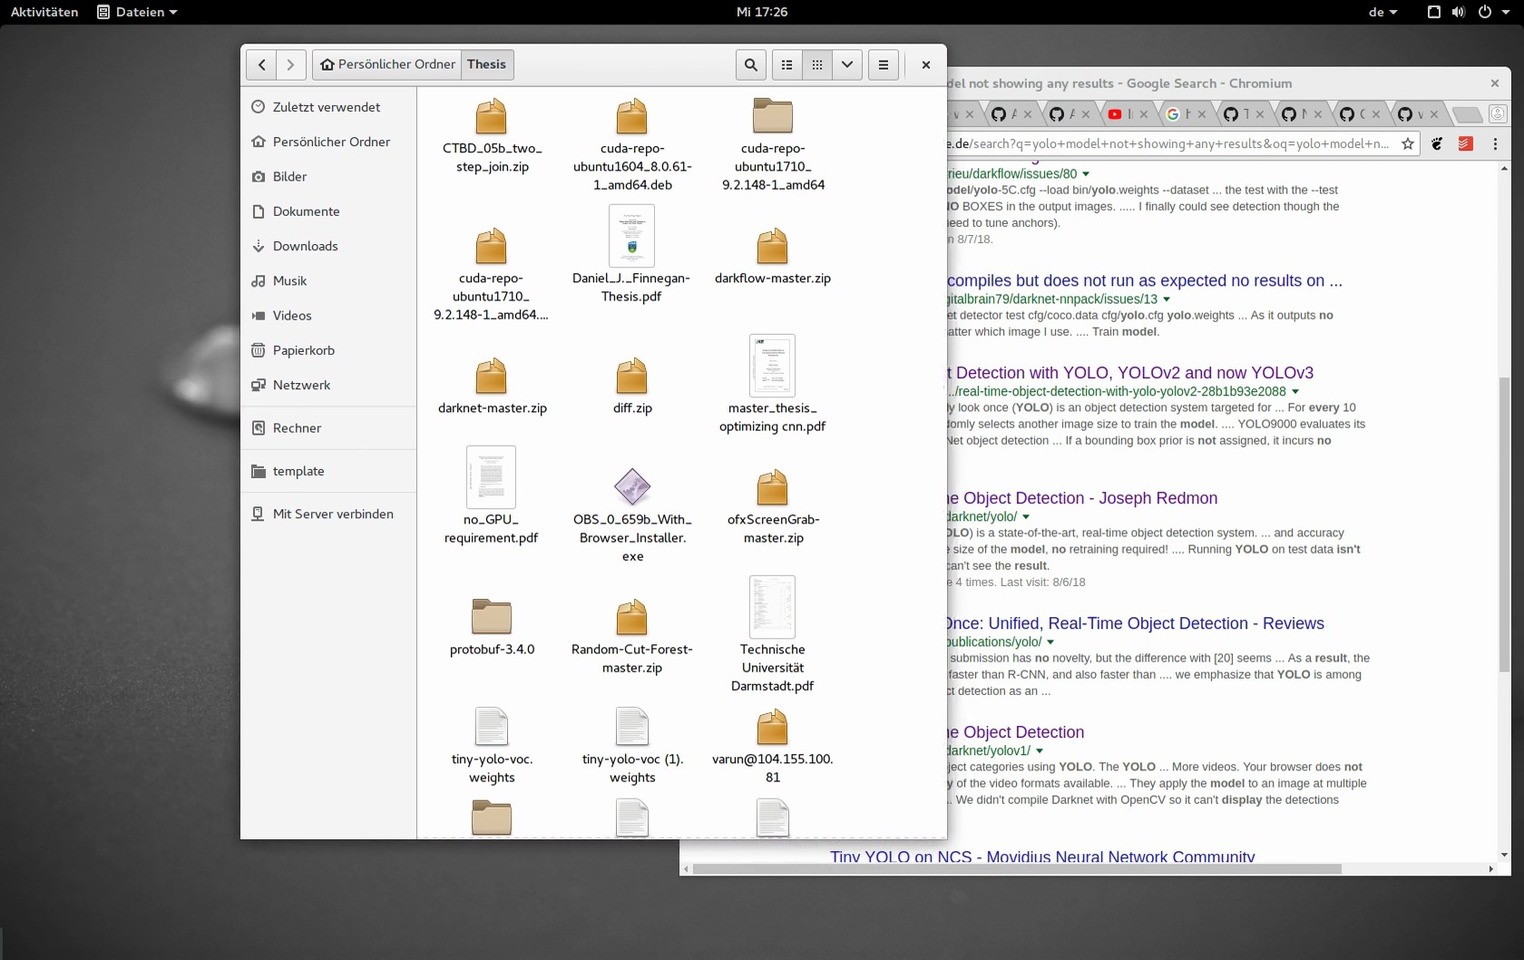 Aktivitäten
Dateien
Mi 17:26
de
Persönlicher Ordner
Thesis
Zuletzt verwendet
Persönlicher Ordner
Bilder
Dokumente
Downloads
Musik
Videos
Papierkorb
Netzwerk
Rechner
template
Mit Server verbinden
CTBD_05b_two_
step_join.zip
cuda-repo-
ubuntu1604_8.0.61-
1_amd64.deb
cuda-repo-
ubuntu1710_
9.2.148-1_amd64
cuda-repo-
ubuntu1710_
9.2.148-1_amd64....
Daniel_J._Finnegan-
Thesis.pdf
darkflow-master.zip
darknet-master.zip
diff.zip
master_thesis_
optimizing cnn.pdf
no_GPU_
requirement.pdf
OBS_0_659b_With_
Browser_Installer.
exe
ofxScreenGrab-
master.zip
protobuf-3.4.0
Random-Cut-Forest-
master.zip
Technische
Universität
Darmstadt.pdf
tiny-yolo-voc.
weights
tiny-yolo-voc (1).
weights
varun@104.155.100.
81
del not showing any results - Google Search - Chromium
e.de/search?q=yolo+model+not+showing+any+results&oq=yolo+model+n...
rieu/darkflow/issues/80
odel/yolo-5C.cfg --load bin/yolo.weights --dataset ... the test with the --test
NO BOXES in the output images. ..... I finally could see detection though the
need to tune anchors).
n 8/7/18.
compiles but does not run as expected no results on ...
gitalbrain79/darknet-nnpack/issues/13
et detector test cfg/coco.data cfg/yolo.cfg yolo.weights ... As it outputs no
atter which image I use. .... Train model.
t Detection with YOLO, YOLOv2 and now YOLOv3
.../real-time-object-detection-with-yolo-yolov2-28b1b93e2088
ly look once (YOLO) is an object detection system targeted for ... For every 10
domly selects another image size to train the model. .... YOLO9000 evaluates its
Net object detection ... If a bounding box prior is not assigned, it incurs no
ne Object Detection - Joseph Redmon
darknet/yolo/
OLO) is a state-of-the-art, real-time object detection system. ... and accuracy
e size of the model, no retraining required! .... Running YOLO on test data isn't
can't see the result.
e 4 times. Last visit: 8/6/18
Once: Unified, Real-Time Object Detection - Reviews
publications/yolo/
submission has no novelty, but the difference with [20] seems ... As a result, the
faster than R-CNN, and also faster than .... we emphasize that YOLO is among
ct detection as an ...
ne Object Detection
darknet/yolov1/
ject categories using YOLO. The YOLO ... More videos. Your browser does not
y of the video formats available. ... They apply the model to an image at multiple
. We didn't compile Darknet with OpenCV so it can't display the detections
Tiny YOLO on NCS - Movidius Neural Network Community